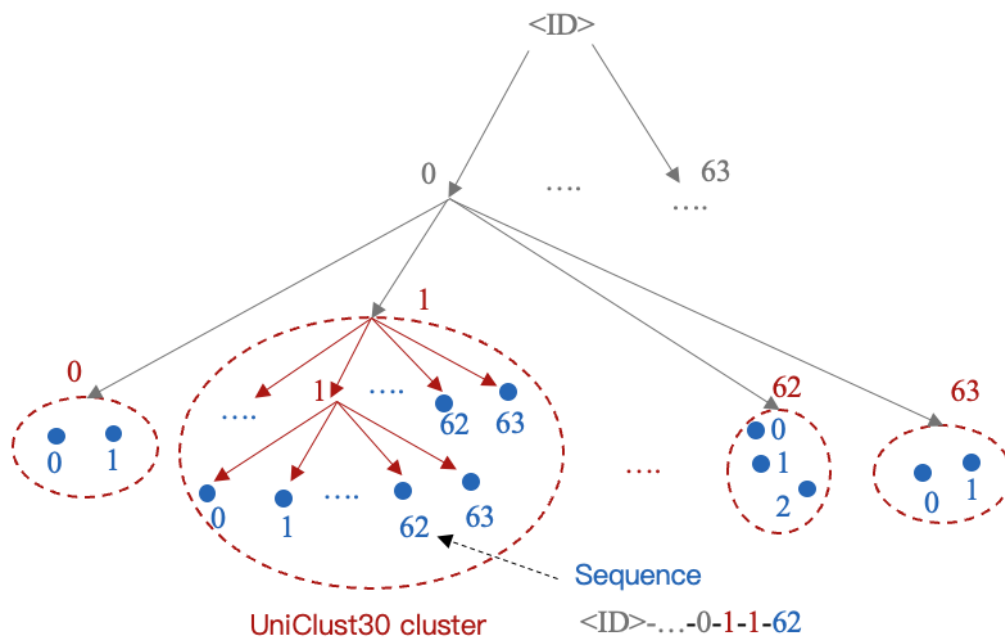 <ID>
0 .... 63
....
1
0 62 63
.... 1 .... 62 63
0 1 .... 0 1 2 0 1
0 1 .... 62 63
Sequence
UniClust30 cluster <ID>-...-0-1-1-62